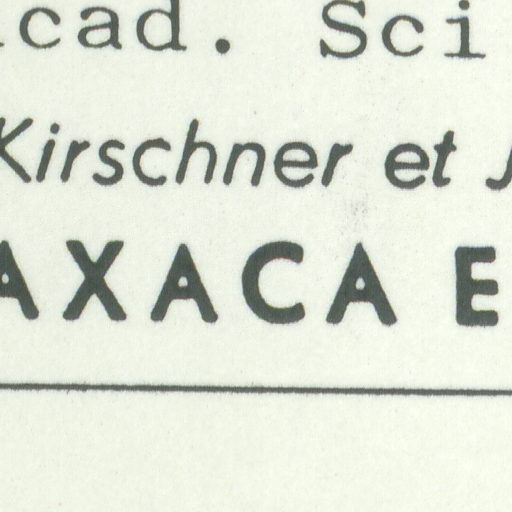 cad. Sci
Kirschner et J
AXACA E